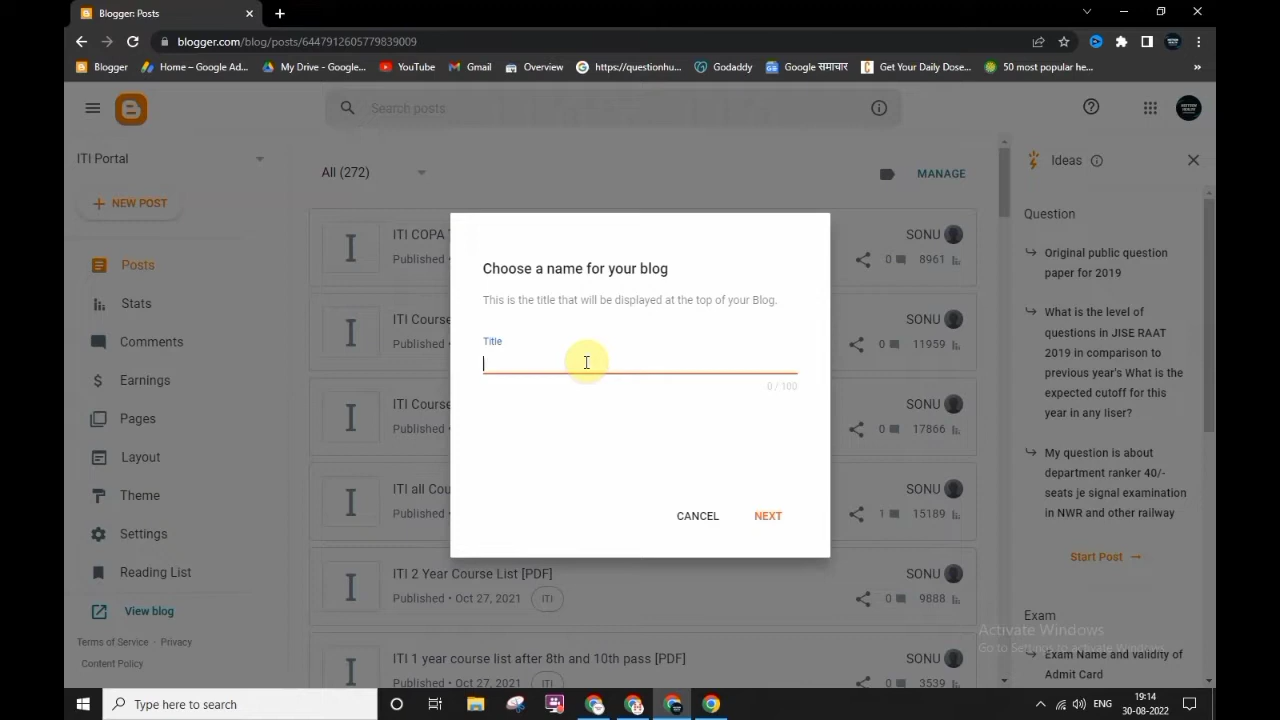 Blogger: Posts
blogger.com/blog/posts/6447912605779839009
Blogger
Home – Google Ad...
My Drive - Google...
YouTube
Gmail
Overview
https://questionhu...
Godaddy
Google समाचार
Get Your Daily Dose...
50 most popular he...
»
Search posts
ITI Portal
NEW POST
Posts
Stats
Comments
Earnings
Pages
Layout
Theme
Settings
Reading List
View blog
Terms of Service · Privacy
Content Policy
All (272)
MANAGE
ITI COPA
SONU
Published •
0 8961
ITI Course
SONU
Published •
0 11959
ITI Cours
SONU
Published •
0 17866
ITI all Cou
SONU
Published •
1 15189
ITI 2 Year Course List [PDF]
SONU
Published • Oct 27, 2021 ITI
0 9888
ITI 1 year course list after 8th and 10th pass [PDF]
SONU
Published • Oct 27, 2021 ITI
0 3539
Choose a name for your blog
This is the title that will be displayed at the top of your Blog.
Title
0 / 100
CANCEL NEXT
Ideas
Question
Original public question
paper for 2019
What is the level of
questions in JISE RAAT
2019 in comparison to
previous year's What is the
expected cutoff for this
year in any liser?
My question is about
department ranker 40/-
seats je signal examination
in NWR and other railway
Start Post
Exam
Exam Name and validity of
Admit Card
Activate Windows
Go to Settings to activate Windows.
Type here to search
ENG
19:14
30-08-2022